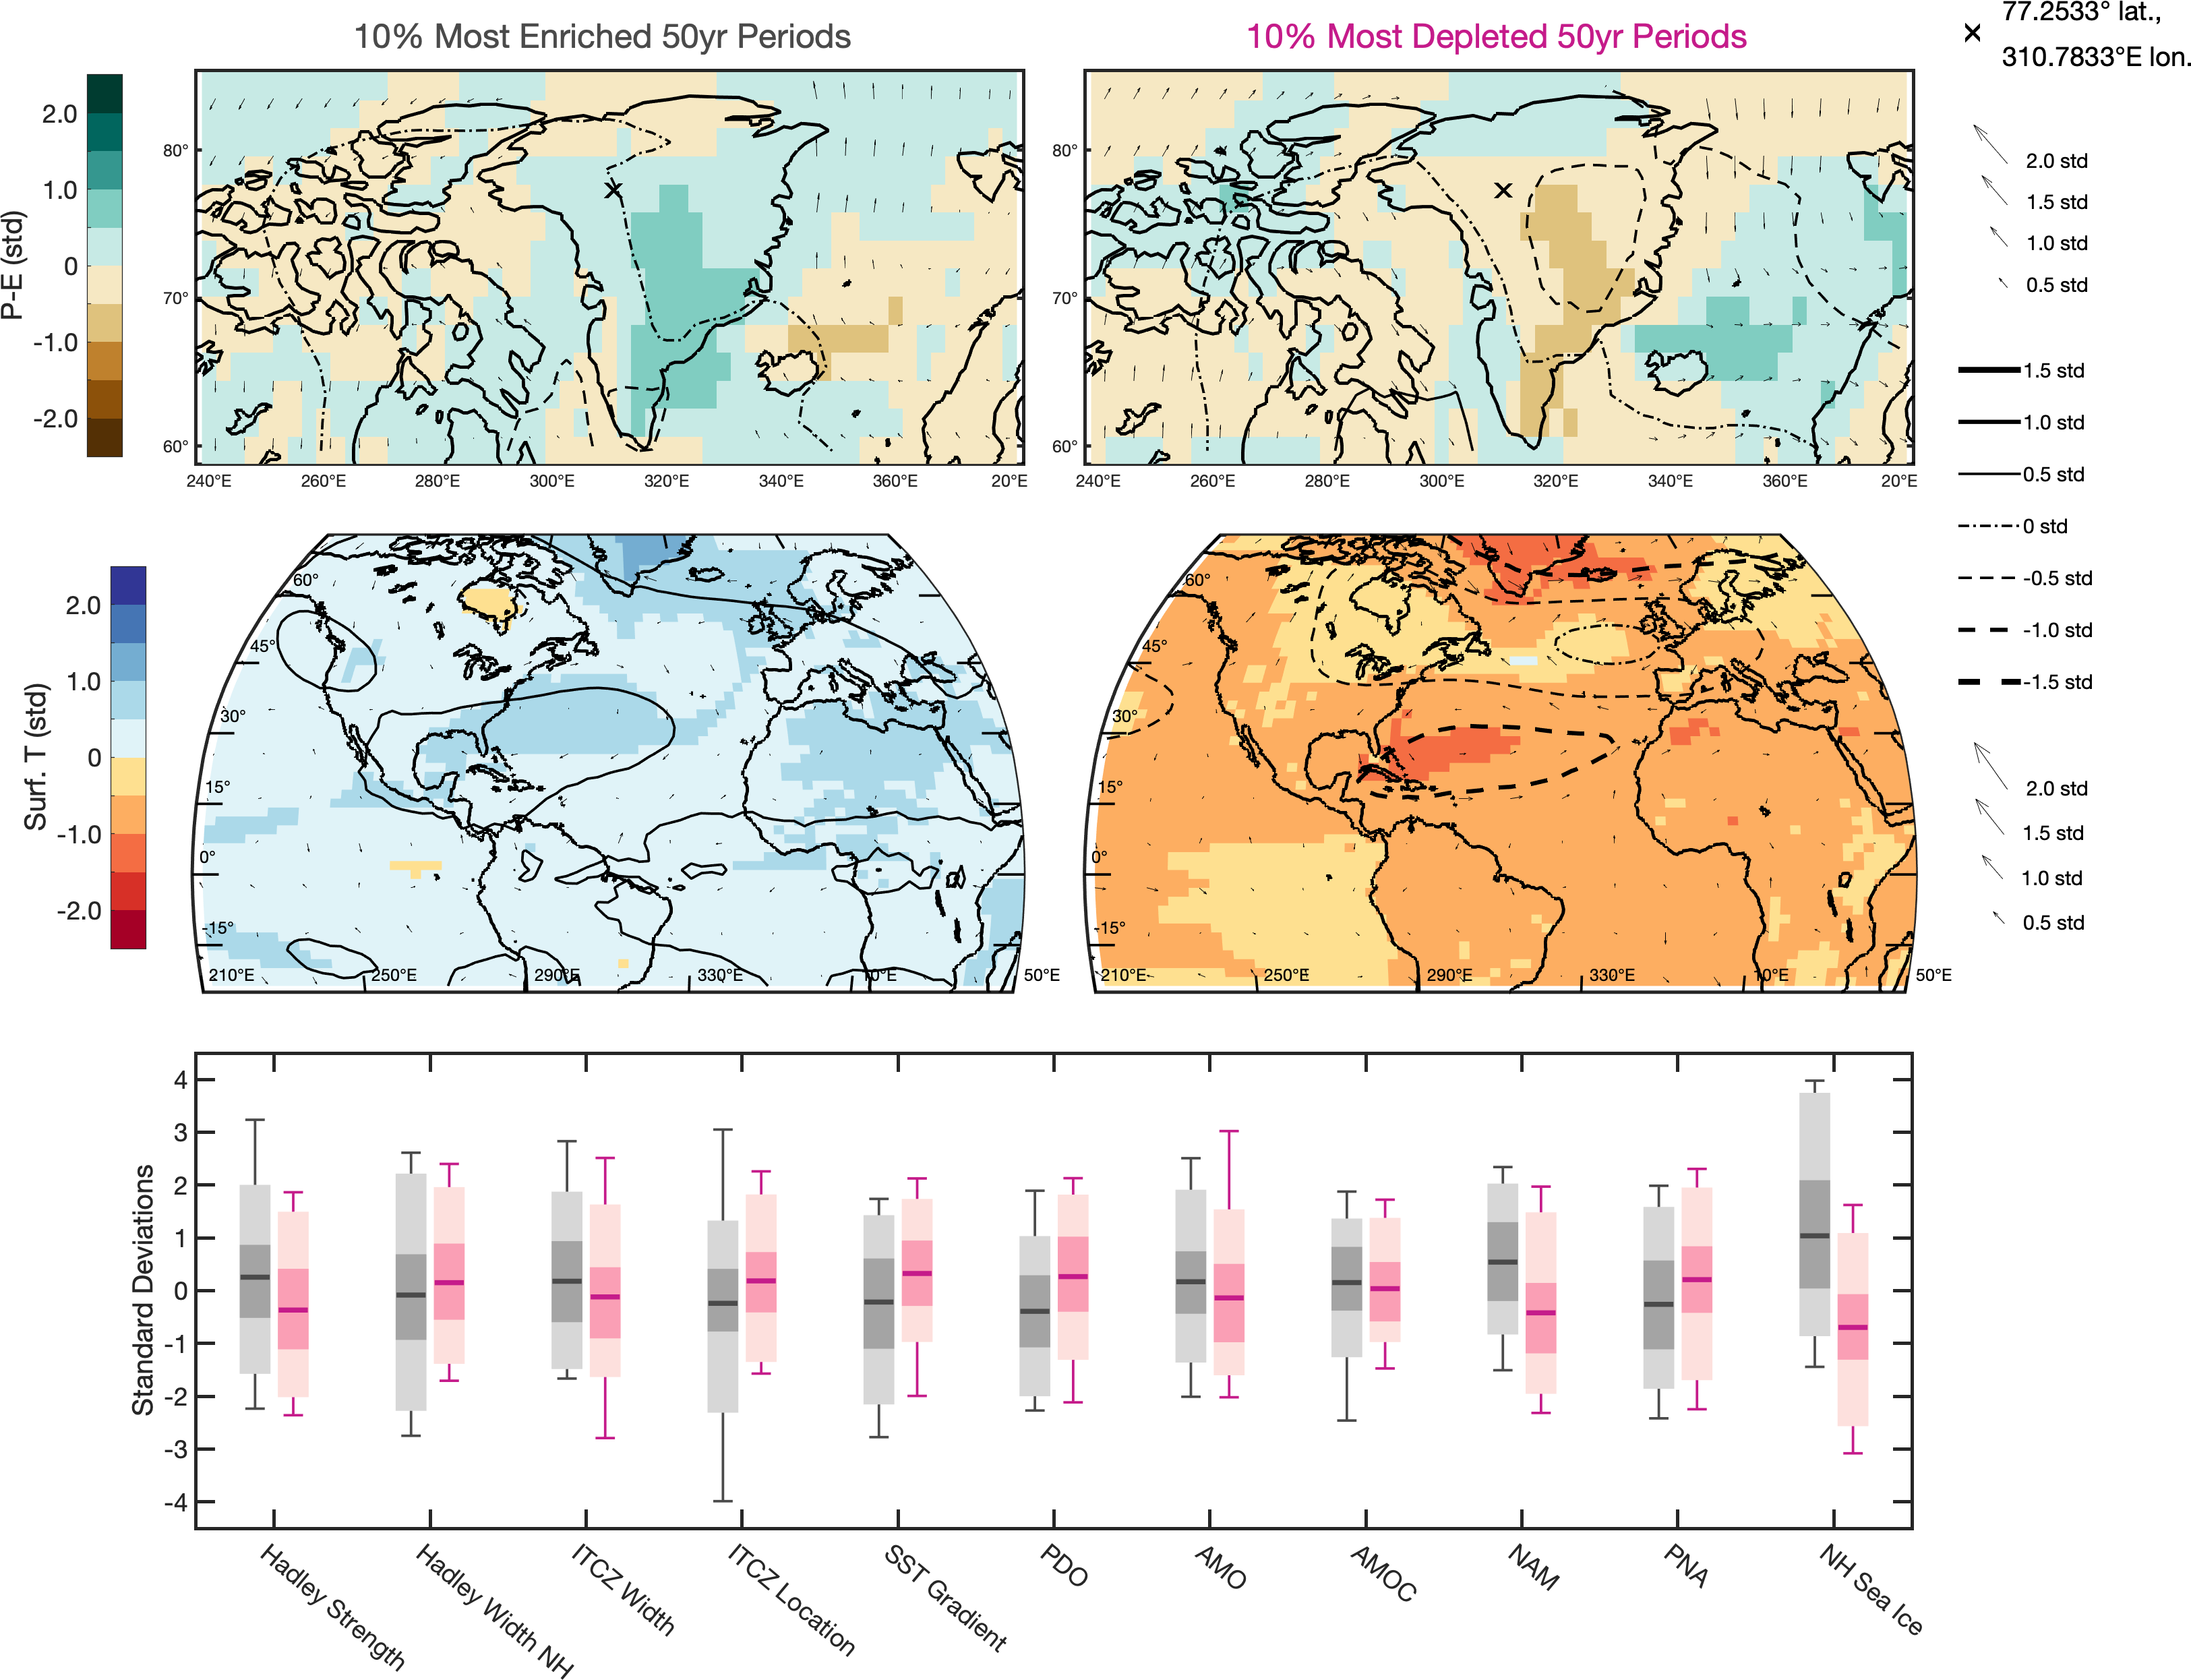 10% Most Enriched 50yr Periods
10% Most Depleted 50yr Periods
77.2533° lat.,
310.7833°E lon.
P-E (std)
2.0
1.0
0
-1.0
-2.0
80°
70°
60°
240°E 260°E 280°E 300°E 320°E 340°E 360°E 20°E
80°
70°
60°
240°E 260°E 280°E 300°E 320°E 340°E 360°E 20°E
2.0 std
1.5 std
1.0 std
0.5 std
1.5 std
1.0 std
0.5 std
0 std
-0.5 std
-1.0 std
-1.5 std
Surf. T (std)
2.0
1.0
0
-1.0
-2.0
60°
45°
30°
15°
0°
-15°
210°E 250°E 290°E 330°E 10°E 50°E
60°
45°
30°
15°
0°
-15°
210°E 250°E 290°E 330°E 10°E 50°E
2.0 std
1.5 std
1.0 std
0.5 std
Standard Deviations
4
3
2
1
0
-1
-2
-3
-4
Hadley Strength
Hadley Width NH
ITCZ Width
ITCZ Location
SST Gradient
PDO
AMO
AMOC
NAM
PNA
NH Sea Ice